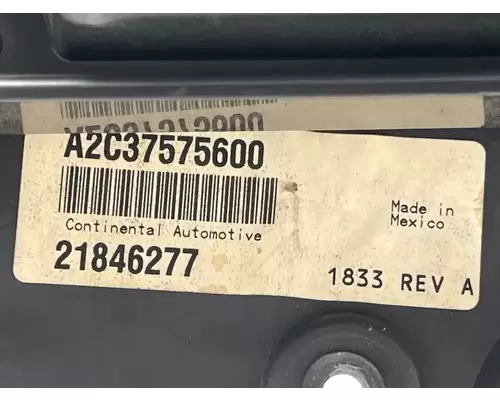 A2C37575600
Continental Automotive
21846277
Made in
Mexico
1833 REV A